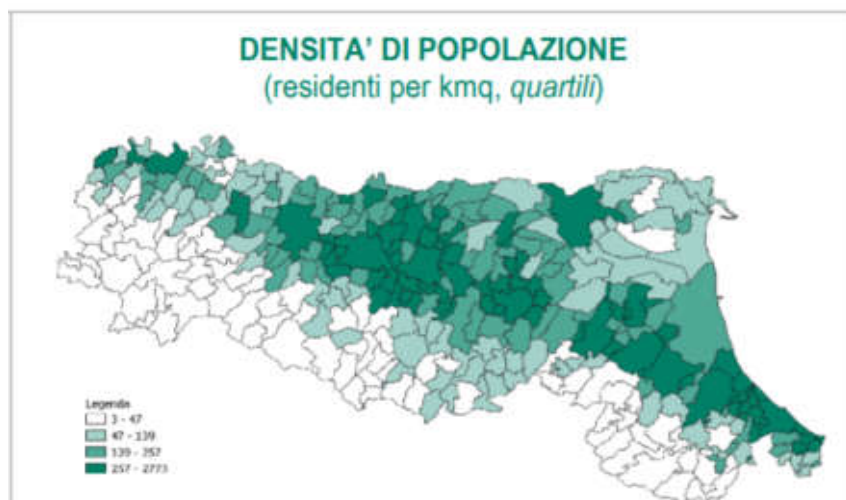 DENSITA' DI POPOLAZIONE
(residenti per kmq, quartili)
Legenda
3 - 47
47 - 139
139 - 257
257 - 2773